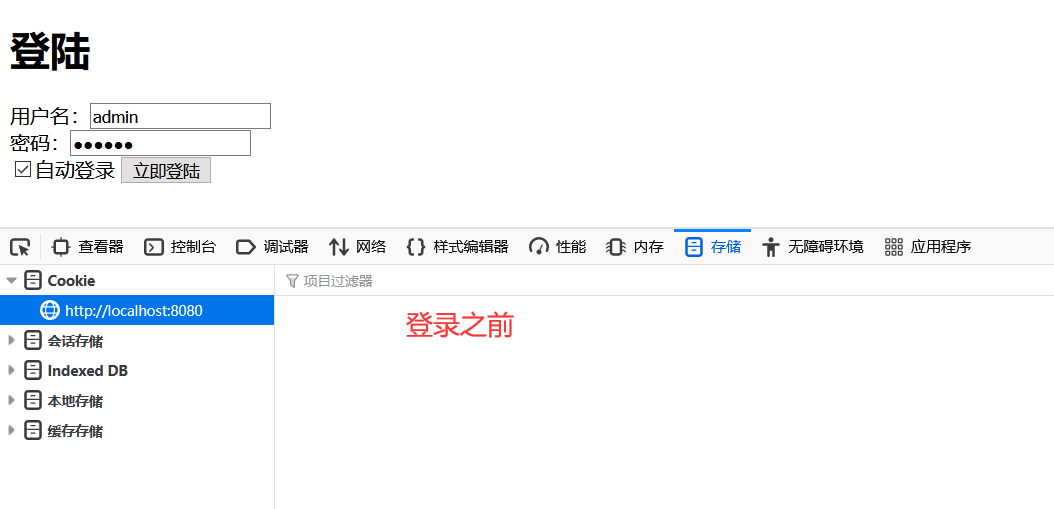 登陆
用户名：admin
密码：●●●●●●
自动登录 立即登陆
查看器 控制台 调试器 网络 样式编辑器 性能 内存 存储 无障碍环境 应用程序
Cookie 项目过滤器
http://localhost:8080
登录之前
会话存储
Indexed DB
本地存储
缓存存储